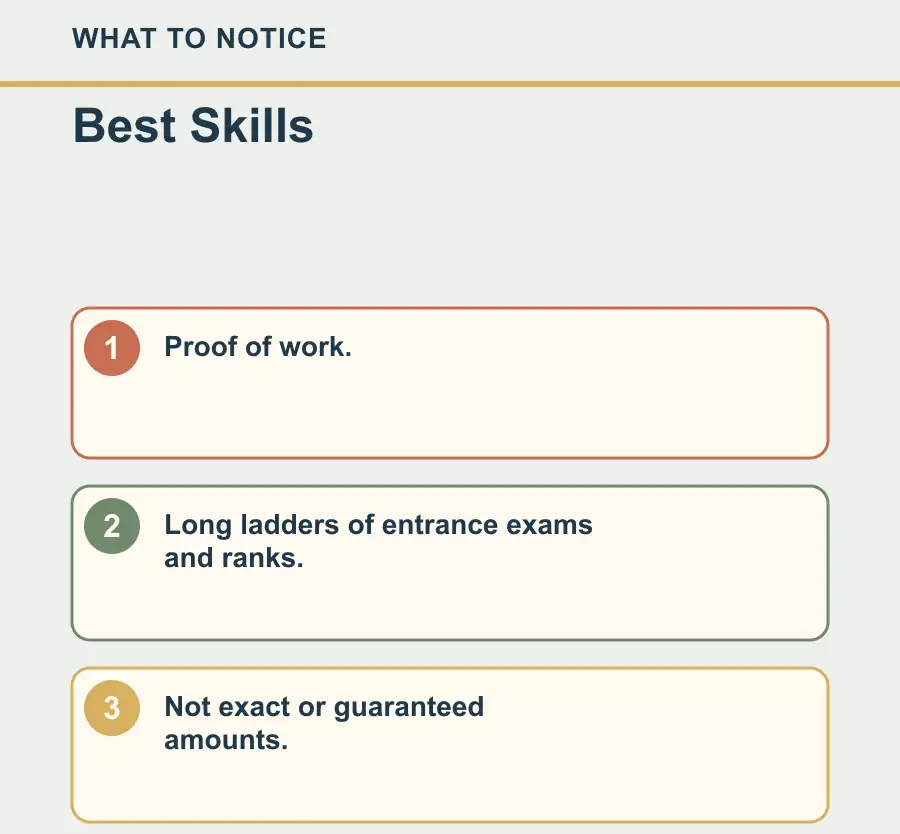 WHAT TO NOTICE
Best Skills
1
Proof of work.
2
Long ladders of entrance exams
and ranks.
3
Not exact or guaranteed
amounts.